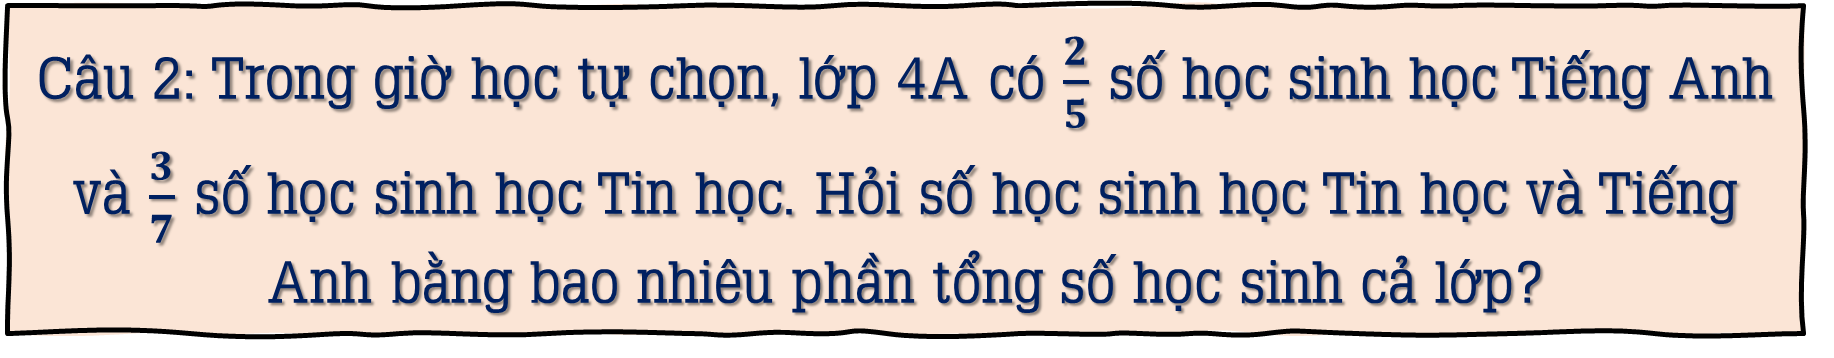 Câu 2: Trong giờ học tự chọn, lớp 4A có 2/5 số học sinh học Tiếng Anh
và 3/7 số học sinh học Tin học. Hỏi số học sinh học Tin học và Tiếng
Anh bằng bao nhiêu phần tổng số học sinh cả lớp?